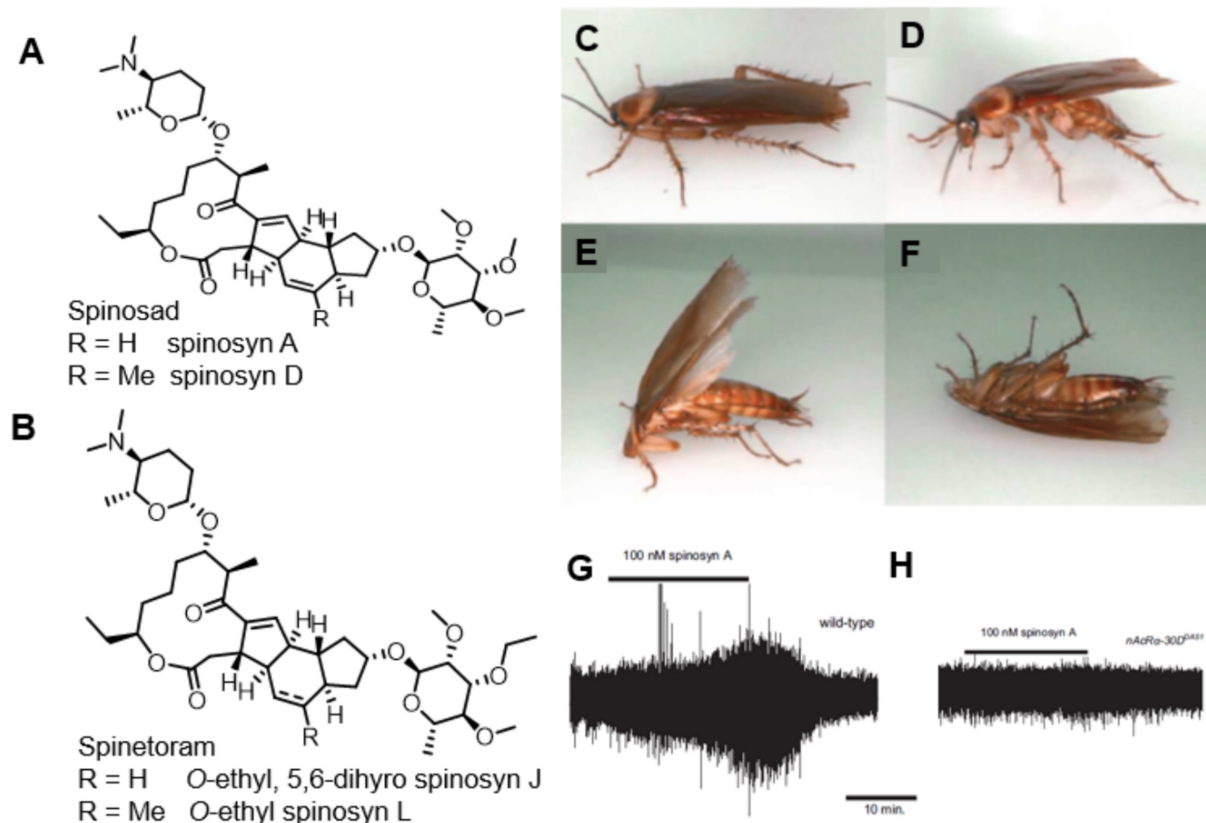 A
N
O
O
O
H
H
O
O
O
O
H
H
H
O
O
O
R
Spinosad
R = H spinosyn A
R = Me spinosyn D
B
N
O
O
O
H
H
O
O
O
O
H
H
H
O
O
O
R
Spinetoram
R = H O-ethyl, 5,6-dihyro spinosyn J
R = Me O-ethyl spinosyn L
C
D
E
F
G
100 nM spinosyn A
wild-type
10 min.
H
100 nM spinosyn A
nAcRα-30D^DAS1